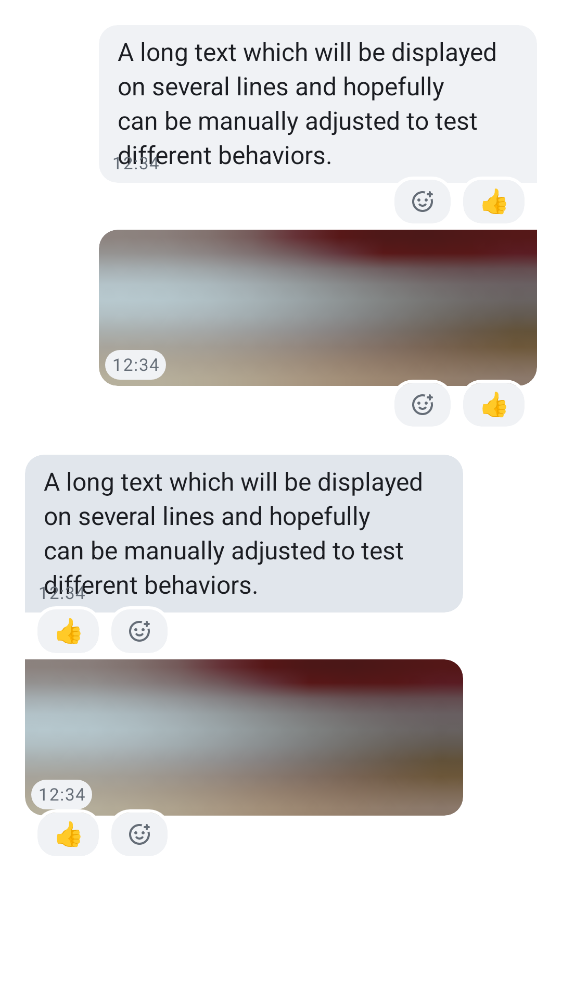 A long text which will be displayed
on several lines and hopefully
can be manually adjusted to test
different behaviors.
12:34
12:34
A long text which will be displayed
on several lines and hopefully
can be manually adjusted to test
different behaviors.
12:34
12:34